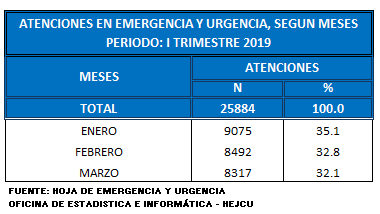 ATENCIONES EN EMERGENCIA Y URGENCIA, SEGUN MESES
PERIODO: I TRIMESTRE 2019
MESES ATENCIONES
N %
TOTAL 25884 100.0
ENERO 9075 35.1
FEBRERO 8492 32.8
MARZO 8317 32.1
FUENTE: HOJA DE EMERGENCIA Y URGENCIA
OFICINA DE ESTADISTICA E INFORMÁTICA - HEJCU